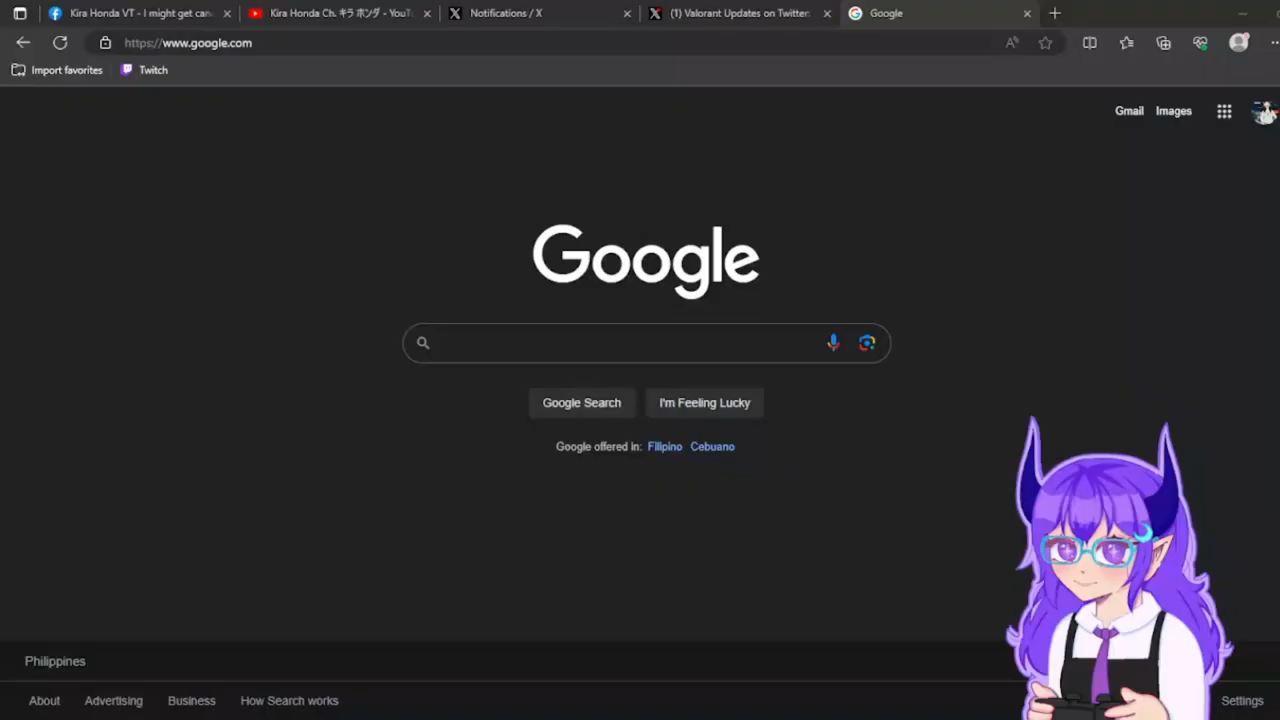 Kira Honda VT - I might get can
Kira Honda Ch. キラ ホンダ - YouT
Notifications / X
(1) Valorant Updates on Twitter:
Google
https://www.google.com
Import favorites
Twitch
Gmail
Images
Google
Google Search
I'm Feeling Lucky
Google offered in: Filipino Cebuano
Philippines
About
Advertising
Business
How Search works
Settings